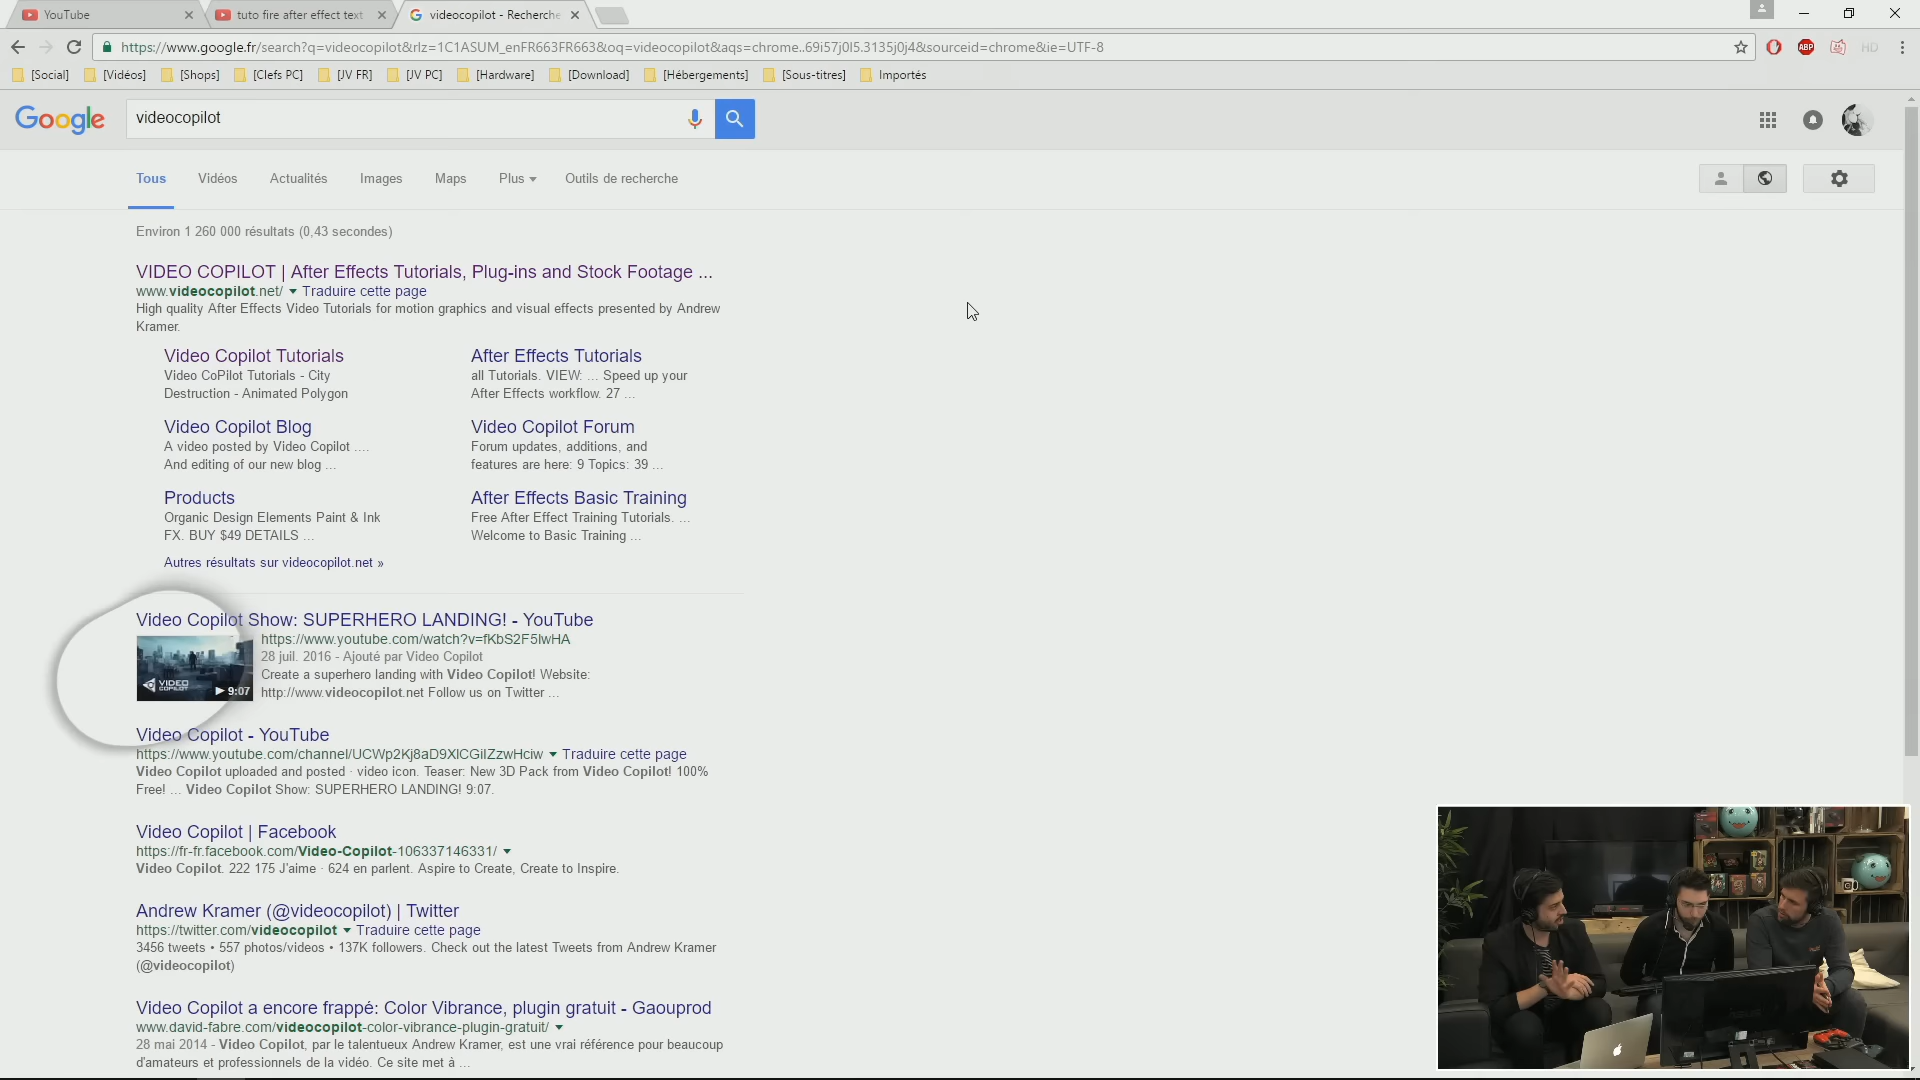 YouTube
tuto fire after effect text
videocopilot - Recherche
https://www.google.fr/search?q=videocopilot&rlz=1C1ASUM_enFR663FR663&oq=videocopilot&aqs=chrome..69i57j0l5.3135j0j4&sourceid=chrome&ie=UTF-8
ABP
HD
[Social]
[Vidéos]
[Shops]
[Clefs PC]
[JV FR]
[JV PC]
[Hardware]
[Download]
[Hébergements]
[Sous-titres]
Importés
Google
videocopilot
Tous
Vidéos
Actualités
Images
Maps
Plus
Outils de recherche
Environ 1 260 000 résultats (0,43 secondes)
VIDEO COPILOT | After Effects Tutorials, Plug-ins and Stock Footage ...
www.videocopilot.net/ Traduire cette page
High quality After Effects Video Tutorials for motion graphics and visual effects presented by Andrew
Kramer.
Video Copilot Tutorials
Video CoPilot Tutorials - City
Destruction - Animated Polygon
After Effects Tutorials
all Tutorials. VIEW: ... Speed up your
After Effects workflow. 27 ...
Video Copilot Blog
A video posted by Video Copilot ....
And editing of our new blog ...
Video Copilot Forum
Forum updates, additions, and
features are here: 9 Topics: 39 ...
Products
Organic Design Elements Paint & Ink
FX. BUY $49 DETAILS ...
After Effects Basic Training
Free After Effect Training Tutorials. ...
Welcome to Basic Training ...
Autres résultats sur videocopilot.net »
Video Copilot Show: SUPERHERO LANDING! - YouTube
VIDEO
COPILOT
9:07
https://www.youtube.com/watch?v=fKbS2F5IwHA
28 juil. 2016 - Ajouté par Video Copilot
Create a superhero landing with Video Copilot! Website:
http://www.videocopilot.net Follow us on Twitter ...
Video Copilot - YouTube
https://www.youtube.com/channel/UCWp2Kj8aD9XlCGiIZzwHciw Traduire cette page
Video Copilot uploaded and posted · video icon. Teaser: New 3D Pack from Video Copilot! 100%
Free! ... Video Copilot Show: SUPERHERO LANDING! 9:07.
Video Copilot | Facebook
https://fr-fr.facebook.com/Video-Copilot-106337146331/
Video Copilot. 222 175 J'aime · 624 en parlent. Aspire to Create, Create to Inspire.
Andrew Kramer (@videocopilot) | Twitter
https://twitter.com/videocopilot Traduire cette page
3456 tweets • 557 photos/videos • 137K followers. Check out the latest Tweets from Andrew Kramer
(@videocopilot)
Video Copilot a encore frappé: Color Vibrance, plugin gratuit - Gaouprod
www.david-fabre.com/videocopilot-color-vibrance-plugin-gratuit/
28 mai 2014 - Video Copilot, par le talentueux Andrew Kramer, est une vrai référence pour beaucoup
d'amateurs et professionnels de la vidéo. Ce site met à ...